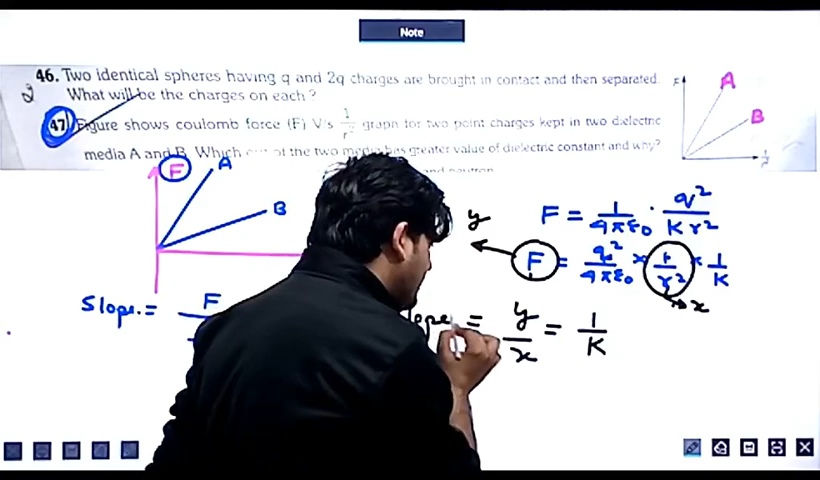 Note
46. Two identical spheres having q and 2q charges are brought in contact and then separated.
What will be the charges on each ?
47. Figure shows coulomb force (F) V/s 1/r² graph for two point charges kept in two dielectric
media A and B. Which out of the two media has greater value of dielectric constant and why?
and neutron
A
B
F
A
B
y
F = 1/4πε₀ · q²/Kr²
F = q²/4πε₀ × 1/r² × 1/K
x
Slope = F
= y/x = 1/K